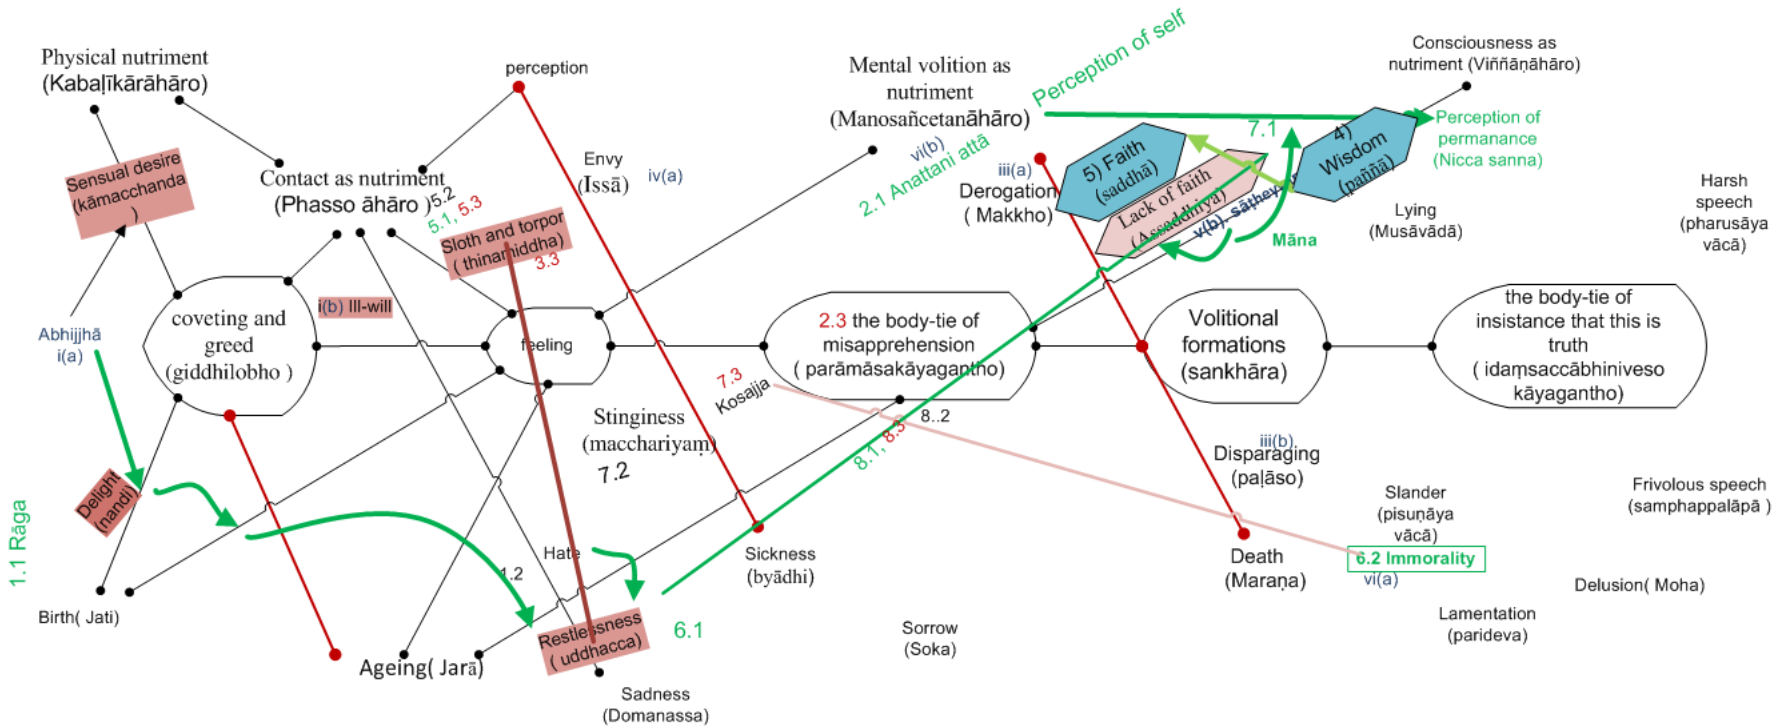 Physical nutriment
(Kabaḷīkārāhāro)
perception
Mental volition as
nutriment
(Manosañcetanāhāro)
Perception of self
Consciousness as
nutriment (Viññāṇāhāro)
Sensual desire
(kāmacchanda
)
Contact as nutriment
(Phasso āhāro )
5.2
5.1, 5.3
Envy
(Issā)
iv(a)
vi(b)
2.1 Anattani attā
iii(a)
Derogation
( Makkho)
5) Faith
(saddhā)
Lack of faith
(Assaddhiya)
7.1
4)
Wisdom
(paññā)
Perception of
permanance
(Nicca sanna)
Lying
(Musāvādā)
Harsh
speech
(pharusāya
vācā)
Sloth and torpor
( thinamiddha)
3.3
Māna
Abhijjhā
i(a)
coveting and
greed
(giddhilobho )
i(b) Ill-will
feeling
2.3 the body-tie of
misapprehension
( parāmāsakāyagantho)
Volitional
formations
(sankhāra)
the body-tie of
insistance that this is
truth
( idaṃsaccābhiniveso
kāyagantho)
7.3
Kosajja
Stinginess
(macchariyaṃ)
7.2
8.1, 8.3
8..2
iii(b)
Disparaging
(paḷāso)
Delight
(nandi)
1.1 Rāga
Slander
(pisuṇāya
vācā)
Frivolous speech
(samphappalāpā )
Hate
1.2
Sickness
(byādhi)
Death
(Maraṇa)
6.2 Immorality
vi(a)
Delusion( Moha)
Birth( Jati)
Restlessness
( uddhacca)
6.1
Ageing( Jarā)
Sorrow
(Soka)
Lamentation
(parideva)
Sadness
(Domanassa)